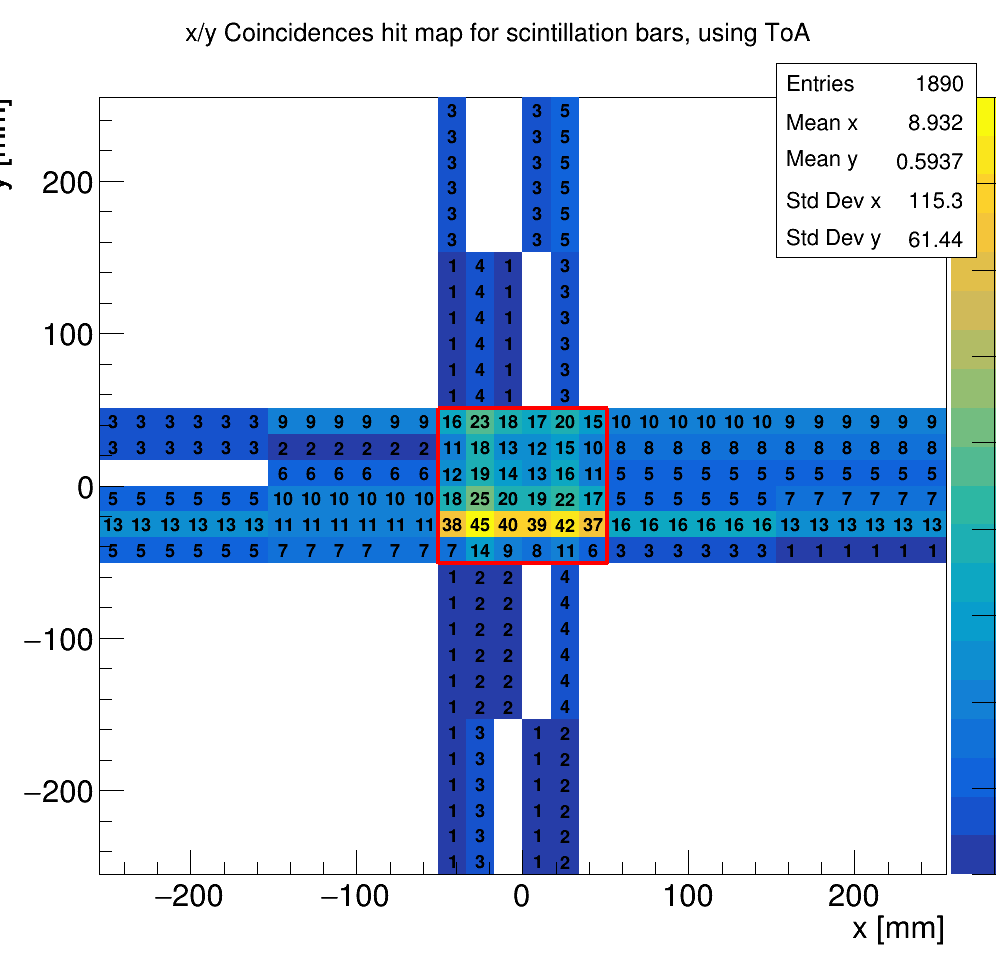 x/y Coincidences hit map for scintillation bars, using ToA
Entries 1890
Mean x 8.932
Mean y 0.5937
Std Dev x 115.3
Std Dev y 61.44
y [mm]
3 3 5
3 3 5
3 3 5
200 3 3 5
3 3 5
3 3 5
1 4 1 3
1 4 1 3
1 4 1 3
100 1 4 1 3
1 4 1 3
1 4 1 3
3 3 3 3 3 3 9 9 9 9 9 9 16 23 18 17 20 15 10 10 10 10 10 10 9 9 9 9 9 9
3 3 3 3 3 3 2 2 2 2 2 2 11 18 13 12 15 10 8 8 8 8 8 8 8 8 8 8 8 8
6 6 6 6 6 6 12 19 14 13 16 11 5 5 5 5 5 5 5 5 5 5 5 5
0 5 5 5 5 5 5 10 10 10 10 10 10 18 25 20 19 22 17 5 5 5 5 5 5 7 7 7 7 7 7
13 13 13 13 13 13 11 11 11 11 11 11 38 45 40 39 42 37 16 16 16 16 16 16 13 13 13 13 13 13
5 5 5 5 5 5 7 7 7 7 7 7 7 14 9 8 11 6 3 3 3 3 3 3 1 1 1 1 1 1
1 2 2 4
1 2 2 4
1 2 2 4
−100 1 2 2 4
1 2 2 4
1 2 2 4
1 3 1 2
1 3 1 2
−200 1 3 1 2
1 3 1 2
1 3 1 2
1 3 1 2
−200 −100 0 100 200
x [mm]